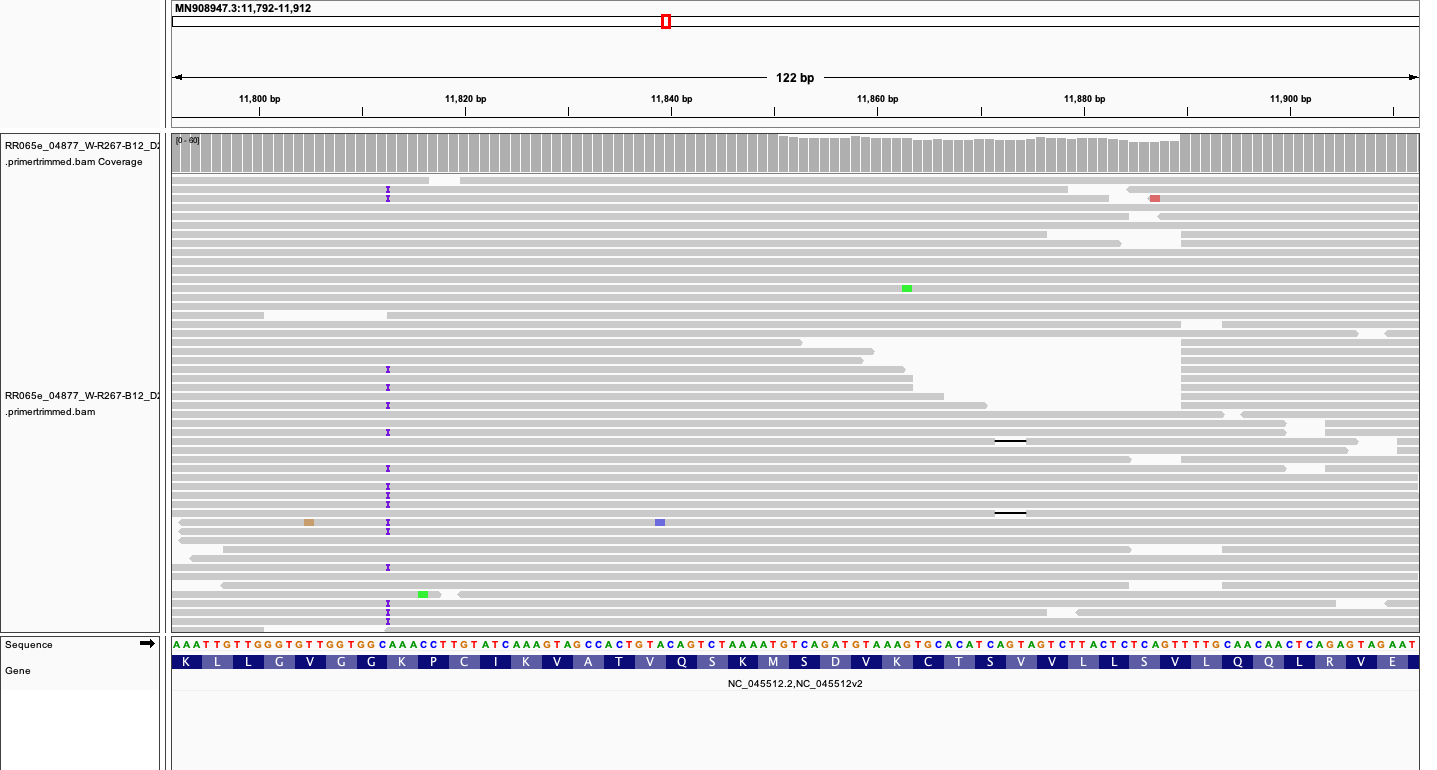 MN908947.3:11,792-11,912
122 bp
11,800 bp 11,820 bp 11,840 bp 11,860 bp 11,880 bp 11,900 bp
RR065e_04877_W-R267-B12_D2
.primertrimmed.bam Coverage
[0 - 60]
RR065e_04877_W-R267-B12_D2
.primertrimmed.bam
Sequence
AAATTGTTGGGTGTTGGTGGCAAACCTTGTATCAAAGTAGCCACTGTACAGTCTAAAATGTCAGATGTAAAGTGCACATCAGTAGTCTTACTCTCAGTTTTGCAACAACTCAGAGTAGAAT
Gene
K L L G V G G K P C I K V A T V Q S K M S D V K C T S V V L L S V L Q Q L R V E
NC_045512.2,NC_045512v2